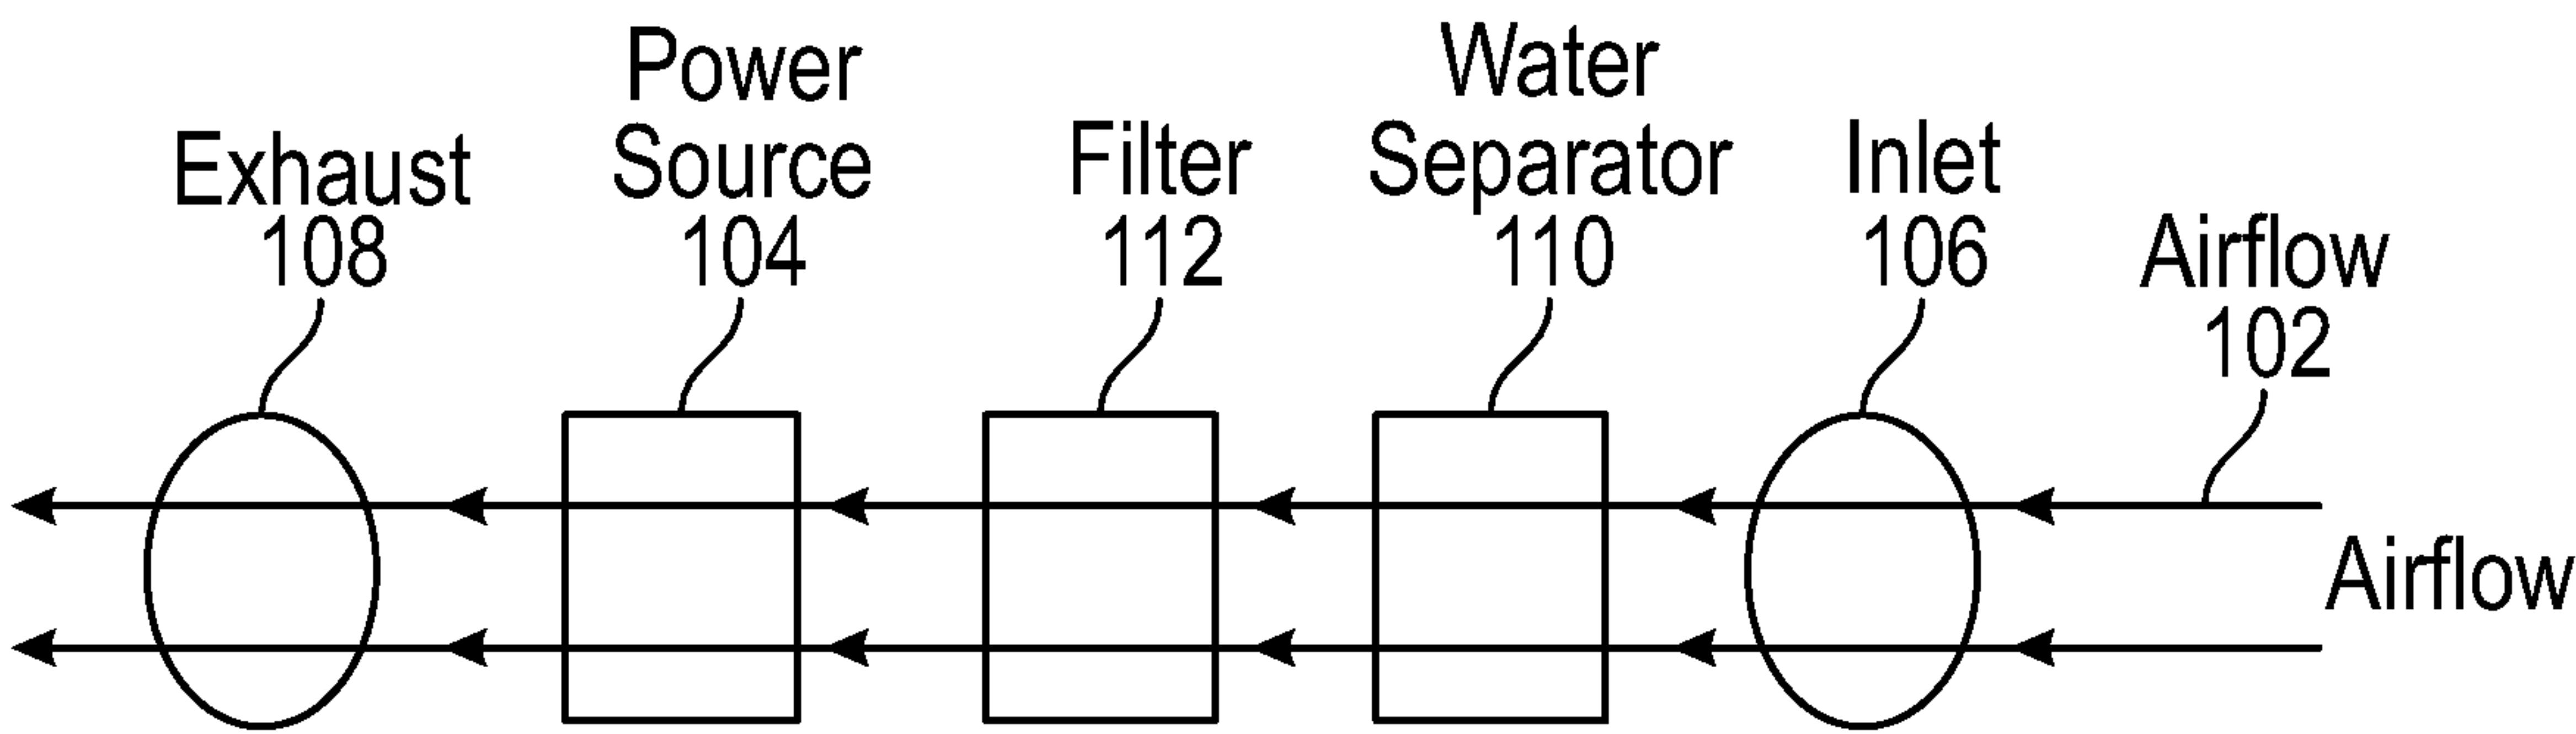 Exhaust
108
Power
Source
104
Filter
112
Water
Separator
110
Inlet
106
Airflow
102
Airflow